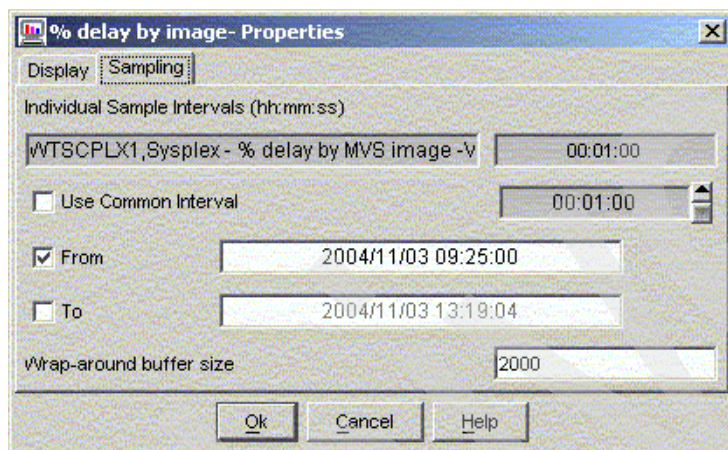 % delay by image- Properties
Display Sampling
Individual Sample Intervals (hh:mm:ss)
WTSCPLX1,Sysplex - % delay by MVS image -V 00:01:00
Use Common Interval 00:01:00
From 2004/11/03 09:25:00
To 2004/11/03 13:19:04
Wrap-around buffer size 2000
Ok Cancel Help